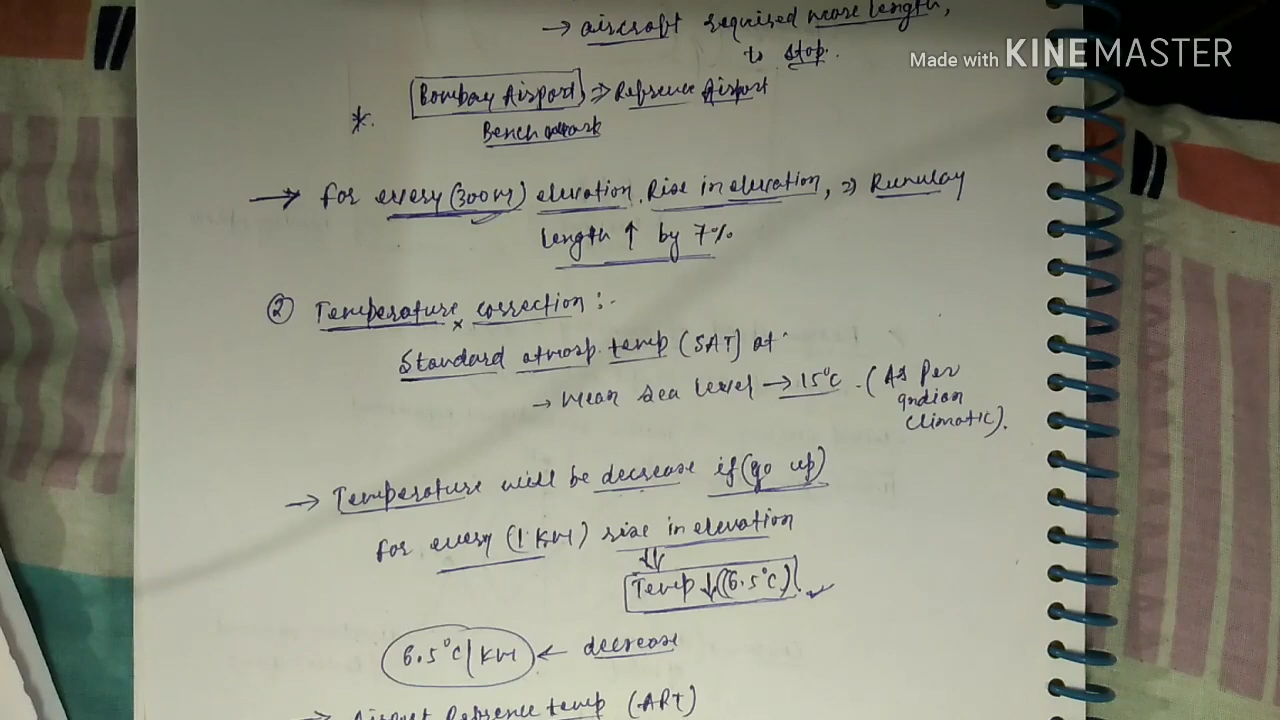 → aircraft required more length,
to stop.
Made with KINEMASTER
*. Bombay Airport ⇒ Refrence Airport
Bench mark
→ for every (300 M) elevation. Rise in elevation, ⇒ Runway
length ↑ by 7%
② Temperature correction :-
Standard atmosp. temp (SAT) at
→ Mean sea level → 15°C. (As Per
Indian
Climatic).
→ Temperature will be decrease if (go up)
for every (1 KM) rise in elevation
⇓
Temp ↓ (6.5°C). ✓
6.5°C/KM ← decrease
→ Airport Refrence temp (ART)